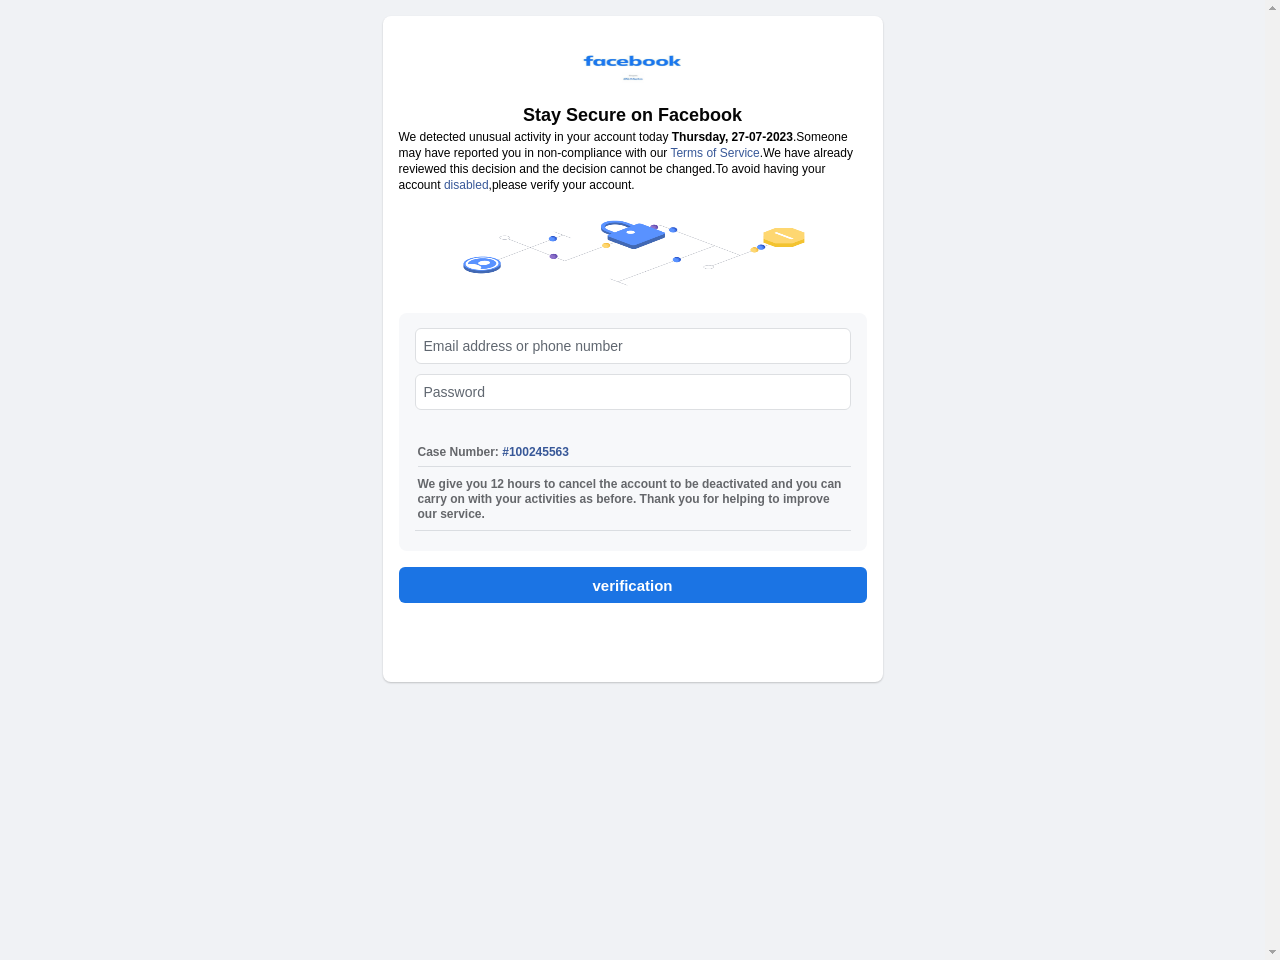 facebook
Stay Secure on Facebook
We detected unusual activity in your account today Thursday, 27-07-2023.Someone
may have reported you in non-compliance with our Terms of Service.We have already
reviewed this decision and the decision cannot be changed.To avoid having your
account disabled,please verify your account.
Email address or phone number
Password
Case Number: #100245563
We give you 12 hours to cancel the account to be deactivated and you can
carry on with your activities as before. Thank you for helping to improve
our service.
verification